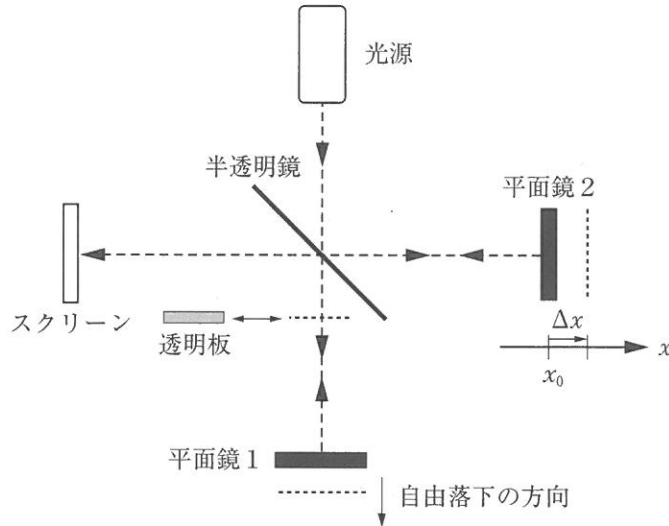 光源
半透明鏡
平面鏡2
スクリーン
透明板
Δx
x
x₀
平面鏡1
自由落下の方向